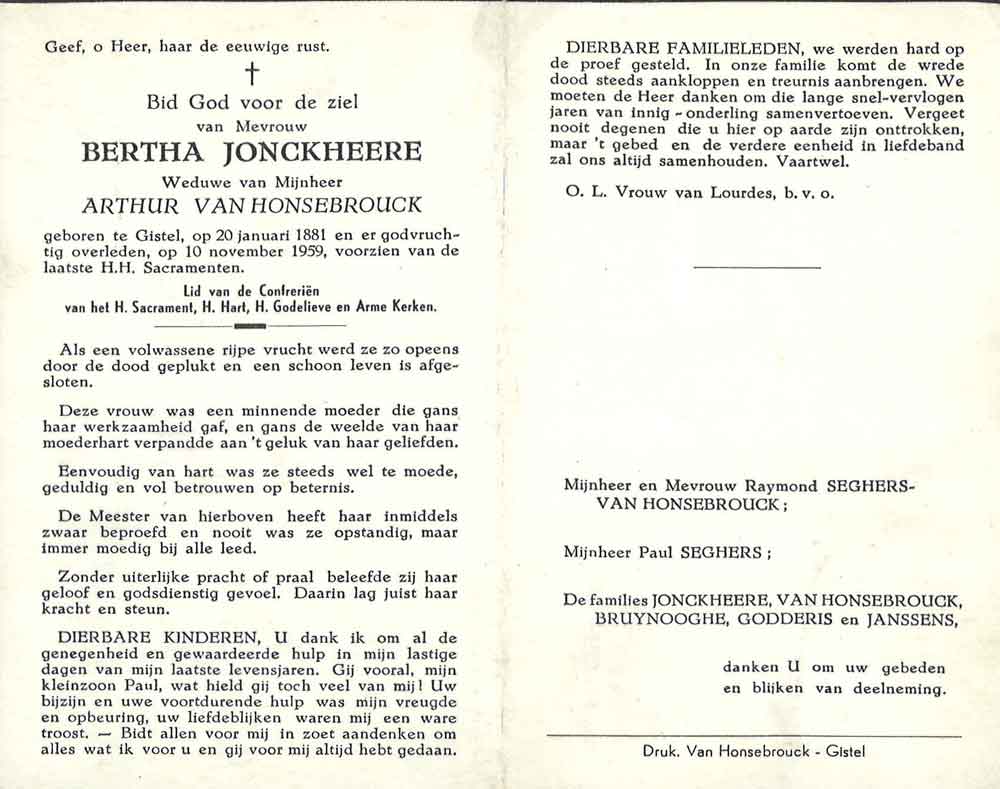 Geef, o Heer, haar de eeuwige rust.
Bid God voor de ziel
van Mevrouw
BERTHA JONCKHEERE
Weduwe van Mijnheer
ARTHUR VAN HONSEBROUCK
geboren te Gistel, op 20 januari 1881 en er godvruch-
tig overleden, op 10 november 1959, voorzien van de
laatste H.H. Sacramenten.
Lid van de Confreriën
van het H. Sacrament, H. Hart, H. Godelieve en Arme Kerken.
Als een volwassene rijpe vrucht werd ze zo opeens
door de dood geplukt en een schoon leven is afge-
sloten.
Deze vrouw was een minnende moeder die gans
haar werkzaamheid gaf, en gans de weelde van haar
moederhart verpandde aan 't geluk van haar geliefden.
Eenvoudig van hart was ze steeds wel te moede,
geduldig en vol betrouwen op beternis.
De Meester van hierboven heeft haar inmiddels
zwaar beproefd en nooit was ze opstandig, maar
immer moedig bij alle leed.
Zonder uiterlijke pracht of praal beleefde zij haar
geloof en godsdienstig gevoel. Daarin lag juist haar
kracht en steun.
DIERBARE KINDEREN, U dank ik om al de
genegenheid en gewaardeerde hulp in mijn lastige
dagen van mijn laatste levensjaren. Gij vooral, mijn
kleinzoon Paul, wat hield gij toch veel van mij! Uw
bijzijn en uwe voortdurende hulp was mijn vreugde
en opbeuring, uw liefdeblijken waren mij een ware
troost. — Bidt allen voor mij in zoet aandenken om
alles wat ik voor u en gij voor mij altijd hebt gedaan.
DIERBARE FAMILIELEDEN, we werden hard op
de proef gesteld. In onze familie komt de wrede
dood steeds aankloppen en treurnis aanbrengen. We
moeten de Heer danken om die lange snel-vervlogen
jaren van innig-onderling samenvertoeven. Vergeet
nooit degenen die u hier op aarde zijn onttrokken,
maar 't gebed en de verdere eenheid in liefdeband
zal ons altijd samenhouden. Vaartwel.
O. L. Vrouw van Lourdes, b. v. o.
Mijnheer en Mevrouw Raymond SEGHERS-
VAN HONSEBROUCK;
Mijnheer Paul SEGHERS;
De families JONCKHEERE, VAN HONSEBROUCK,
BRUYNOOGHE, GODDERIS en JANSSENS,
danken U om uw gebeden
en blijken van deelneming.
Druk. Van Honsebrouck - Gistel